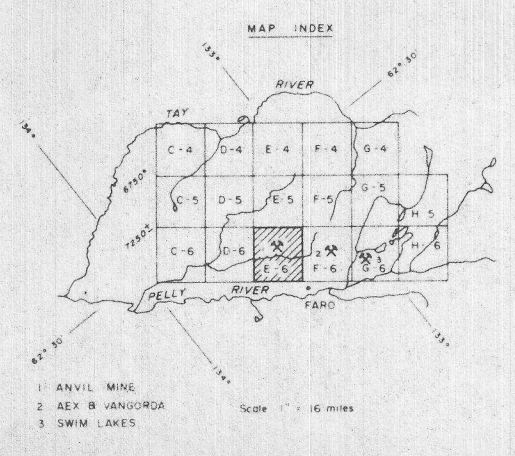 MAP INDEX
133°
62° 30'
RIVER
134°
TAY
C-4 D-4 E-4 F-4 G-4
6750°
C-5 D-5 E-5 F-5 G-5
H-5
7250±
C-6 D-6 E-6 2 F-6 3 G-6 H-6
PELLY RIVER
FARO
62° 30'
134°
133°
1 ANVIL MINE
2 AEX & VANGORDA
3 SWIM LAKES
Scale 1" = 16 miles